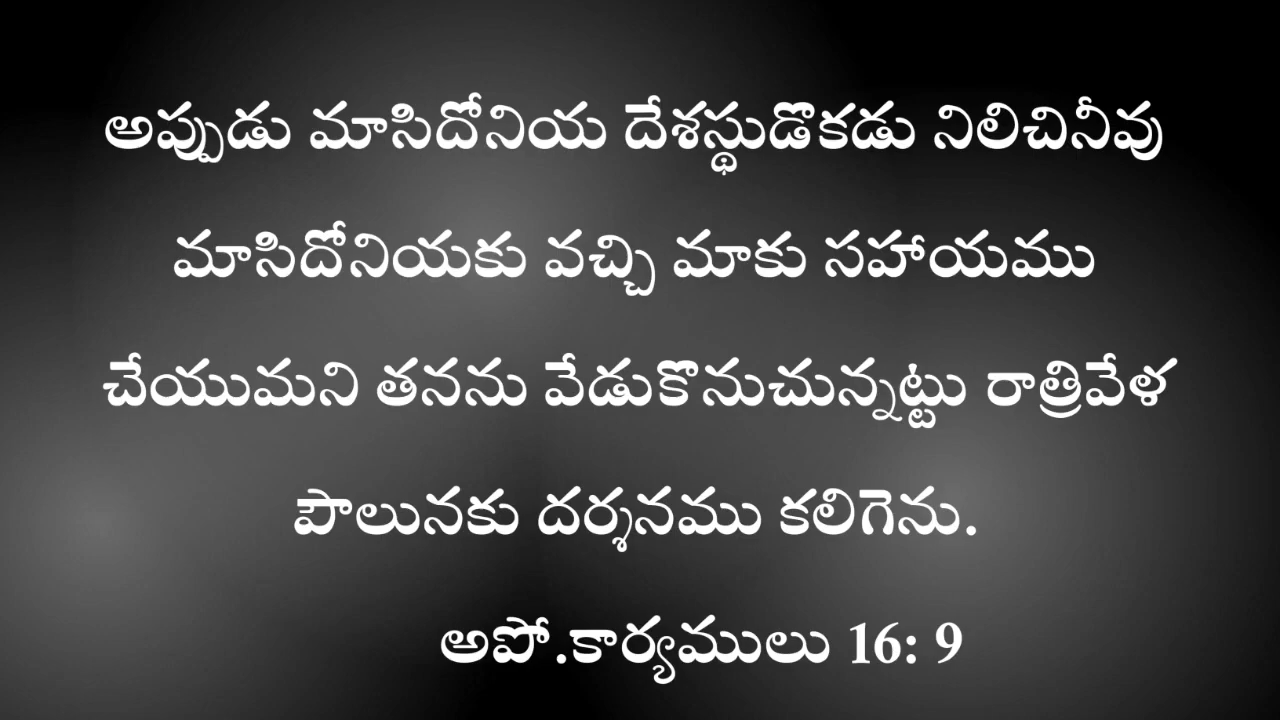 అప్పుడు మాసిదోనియ దేశస్థుడొకడు నిలిచినీవు
మాసిదోనియకు వచ్చి మాకు సహాయము
చేయుమని తనను వేడుకొనుచున్నట్టు రాత్రివేళ
పౌలునకు దర్శనము కలిగెను.
అపో.కార్యములు 16: 9